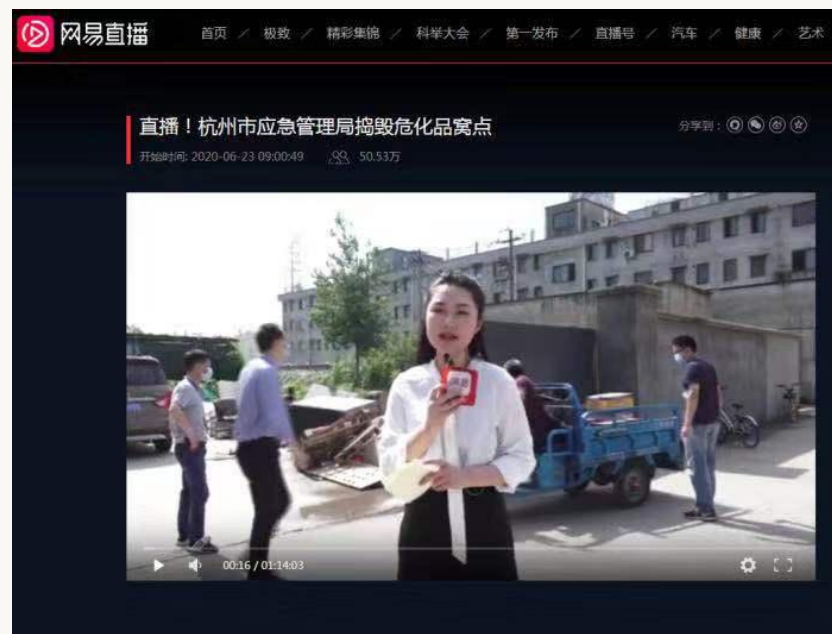 网易直播 首页 / 极致 / 精彩集锦 / 科举大会 / 第一发布 / 直播号 / 汽车 / 健康 / 艺术
直播！杭州市应急管理局捣毁危化品窝点
分享到：
开始时间: 2020-06-23 09:00:49 50.53万
00:16 / 01:14:03